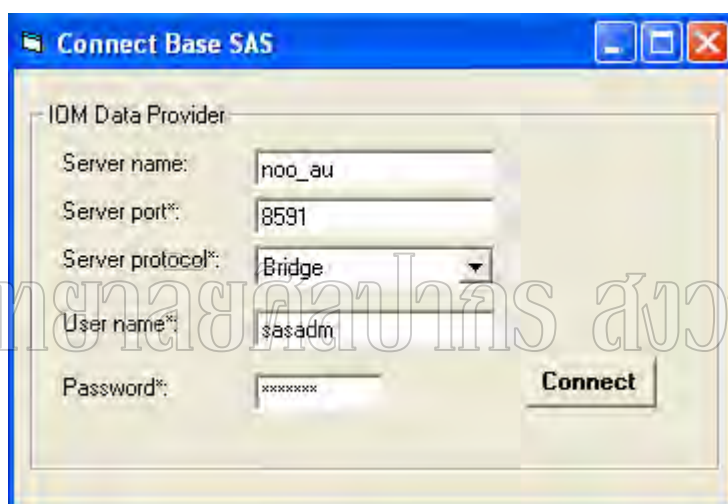 Connect Base SAS
IOM Data Provider
Server name: noo_au
Server port*: 8591
Server protocol*: Bridge
User name*: sasadm
Password*: xxxxxxx
Connect